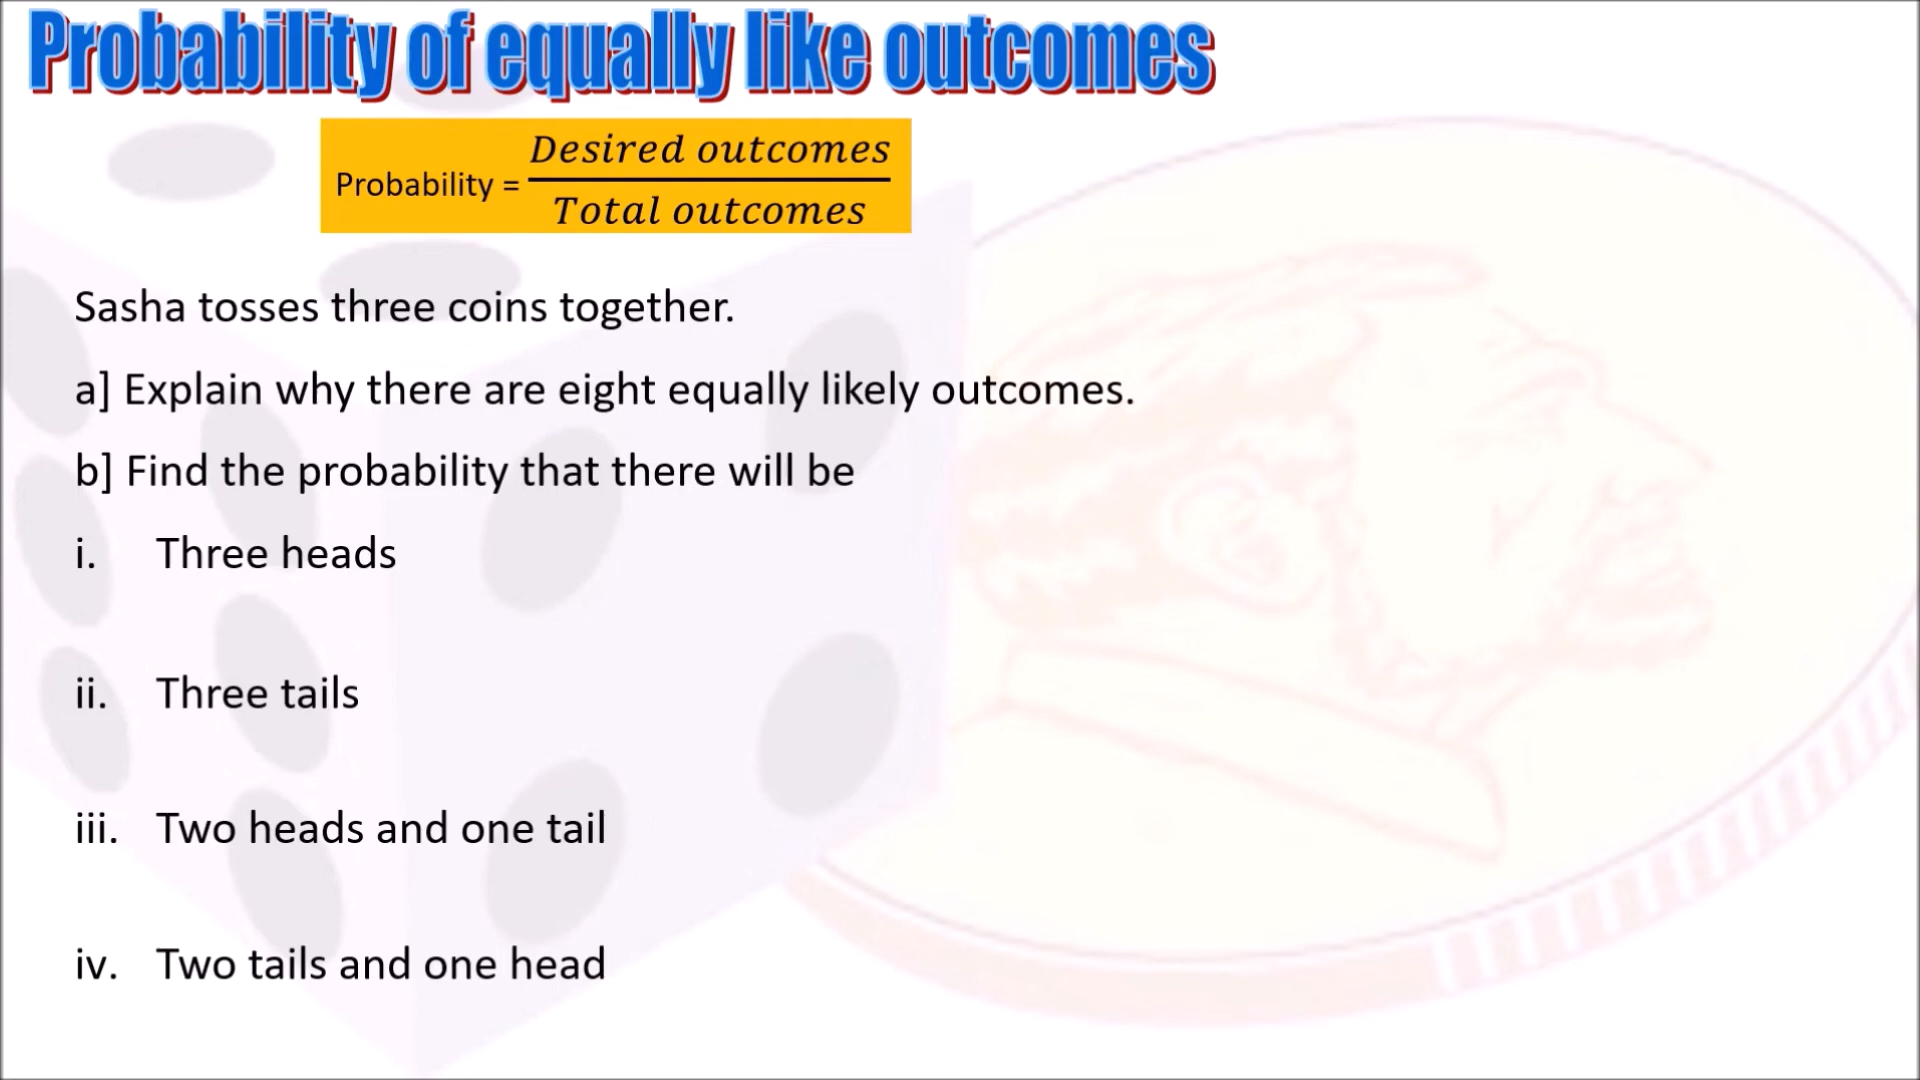 Probability of equally like outcomes
Probability = Desired outcomes
Total outcomes
Sasha tosses three coins together.
a] Explain why there are eight equally likely outcomes.
b] Find the probability that there will be
i. Three heads
ii. Three tails
iii. Two heads and one tail
iv. Two tails and one head